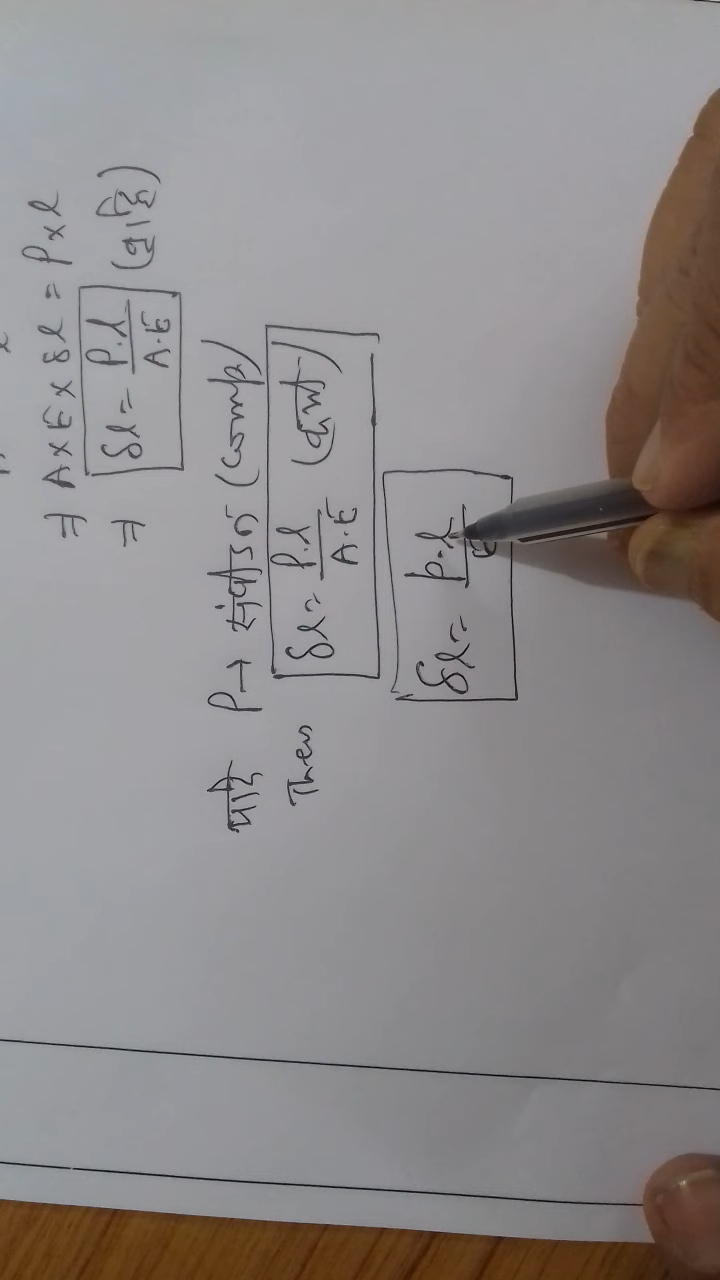 ⇒ A×E×δl = P×l
⇒ δl = P.l/A.E (वृद्धि)
यदि P → संपीडन (comp)
Then δl = P.l/A.E (कमी)
δl = P.l/E